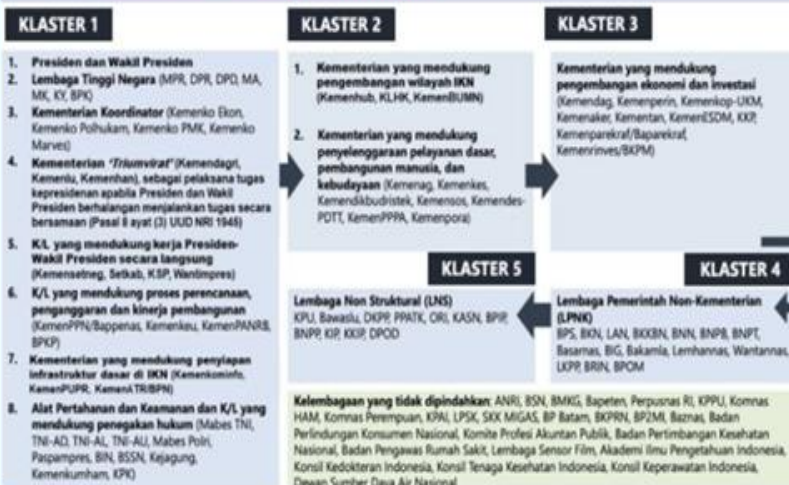 KLASTER 1
1. Presiden dan Wakil Presiden
2. Lembaga Tinggi Negara (MPR, DPR, DPD, MA,
MK, KY, BPK)
3. Kementerian Koordinator (Kemenko Ekon,
Kemenko Polhukam, Kemenko PMK, Kemenko
Marves)
4. Kementerian 'Triumvirat' (Kemendagri,
Kemenlu, Kemenhan), sebagai pelaksana tugas
kepresidenan apabila Presiden dan Wakil
Presiden berhalangan menjalankan tugas secara
bersamaan (Pasal 8 ayat (3) UUD NRI 1945)
5. K/L yang mendukung kerja Presiden-
Wakil Presiden secara langsung
(Kemensetneg, Setkab, KSP, Wantimpres)
6. K/L yang mendukung proses perencanaan,
penganggaran dan kinerja pembangunan
(KemenPPN/Bappenas, Kemenkeu, KemenPANRB,
BPKP)
7. Kementerian yang mendukung penyiapan
infrastruktur dasar di IKN (Kemenkominfo,
KemenPUPR, KemenATR/BPN)
8. Alat Pertahanan dan Keamanan dan K/L yang
mendukung penegakan hukum (Mabes TNI,
TNI-AD, TNI-AL, TNI-AU, Mabes Polri,
Paspampres, BIN, BSSN, Kejagung,
Kemenkumham, KPK)
KLASTER 2
1. Kementerian yang mendukung
pengembangan wilayah IKN
(Kemenhub, KLHK, KemenBUMN)
2. Kementerian yang mendukung
penyelenggaraan pelayanan dasar,
pembangunan manusia, dan
kebudayaan (Kemenag, Kemenkes,
Kemendikbudristek, Kemensos, Kemendes-
PDTT, KemenPPPA, Kemenpora)
KLASTER 3
Kementerian yang mendukung
pengembangan ekonomi dan investasi
(Kemendag, Kemenperin, Kemenkop-UKM,
Kemenaker, Kementan, KemenESDM, KKP,
Kemenparekraf/Baparekraf,
Kemenrinves/BKPM)
KLASTER 4
Lembaga Pemerintah Non-Kementerian
(LPNK)
BPS, BKN, LAN, BKKBN, BNN, BNPB, BNPT,
Basarnas, BIG, Bakamla, Lemhannas, Wantannas,
LKPP, BRIN, BPOM
KLASTER 5
Lembaga Non Struktural (LNS)
KPU, Bawaslu, DKPP, PPATK, ORI, KASN, BPIP,
BNPP, KIP, KKIP, DPOD
Kelembagaan yang tidak dipindahkan: ANRI, BSN, BMKG, Bapeten, Perpusnas RI, KPPU, Komnas
HAM, Komnas Perempuan, KPAI, LPSK, SKK MIGAS, BP Batam, BKPRN, BP2MI, Baznas, Badan
Perlindungan Konsumen Nasional, Komite Profesi Akuntan Publik, Badan Pertimbangan Kesehatan
Nasional, Badan Pengawas Rumah Sakit, Lembaga Sensor Film, Akademi Ilmu Pengetahuan Indonesia,
Konsil Kedokteran Indonesia, Konsil Tenaga Kesehatan Indonesia, Konsil Keperawatan Indonesia,
Dewan Sumber Daya Air Nasional